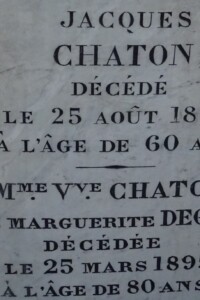 JACQUES
CHATON
DÉCÉDÉ
LE 25 AOÛT 18
À L'ÂGE DE 60 A
MME VVE CHATO
MARGUERITE DEG
DÉCÉDÉE
LE 25 MARS 189
À L'ÂGE DE 80 ANS